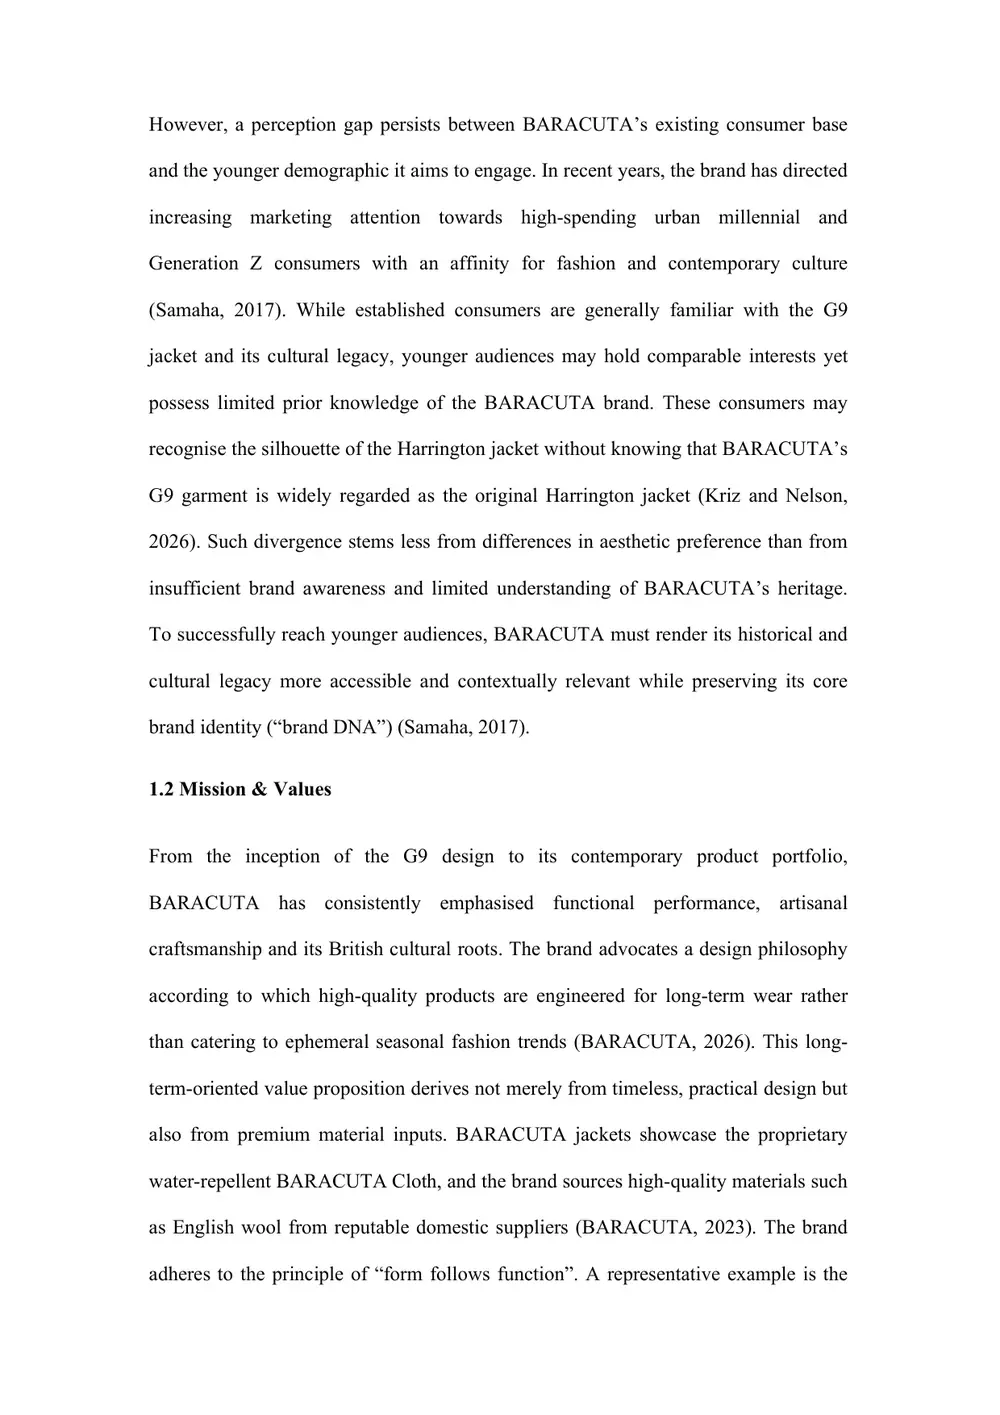 However, a perception gap persists between BARACUTA’s existing consumer base
and the younger demographic it aims to engage. In recent years, the brand has directed
increasing marketing attention towards high-spending urban millennial and
Generation Z consumers with an affinity for fashion and contemporary culture
(Samaha, 2017). While established consumers are generally familiar with the G9
jacket and its cultural legacy, younger audiences may hold comparable interests yet
possess limited prior knowledge of the BARACUTA brand. These consumers may
recognise the silhouette of the Harrington jacket without knowing that BARACUTA’s
G9 garment is widely regarded as the original Harrington jacket (Kriz and Nelson,
2026). Such divergence stems less from differences in aesthetic preference than from
insufficient brand awareness and limited understanding of BARACUTA’s heritage.
To successfully reach younger audiences, BARACUTA must render its historical and
cultural legacy more accessible and contextually relevant while preserving its core
brand identity (“brand DNA”) (Samaha, 2017).
1.2 Mission & Values
From the inception of the G9 design to its contemporary product portfolio,
BARACUTA has consistently emphasised functional performance, artisanal
craftsmanship and its British cultural roots. The brand advocates a design philosophy
according to which high-quality products are engineered for long-term wear rather
than catering to ephemeral seasonal fashion trends (BARACUTA, 2026). This long-
term-oriented value proposition derives not merely from timeless, practical design but
also from premium material inputs. BARACUTA jackets showcase the proprietary
water-repellent BARACUTA Cloth, and the brand sources high-quality materials such
as English wool from reputable domestic suppliers (BARACUTA, 2023). The brand
adheres to the principle of “form follows function”. A representative example is the